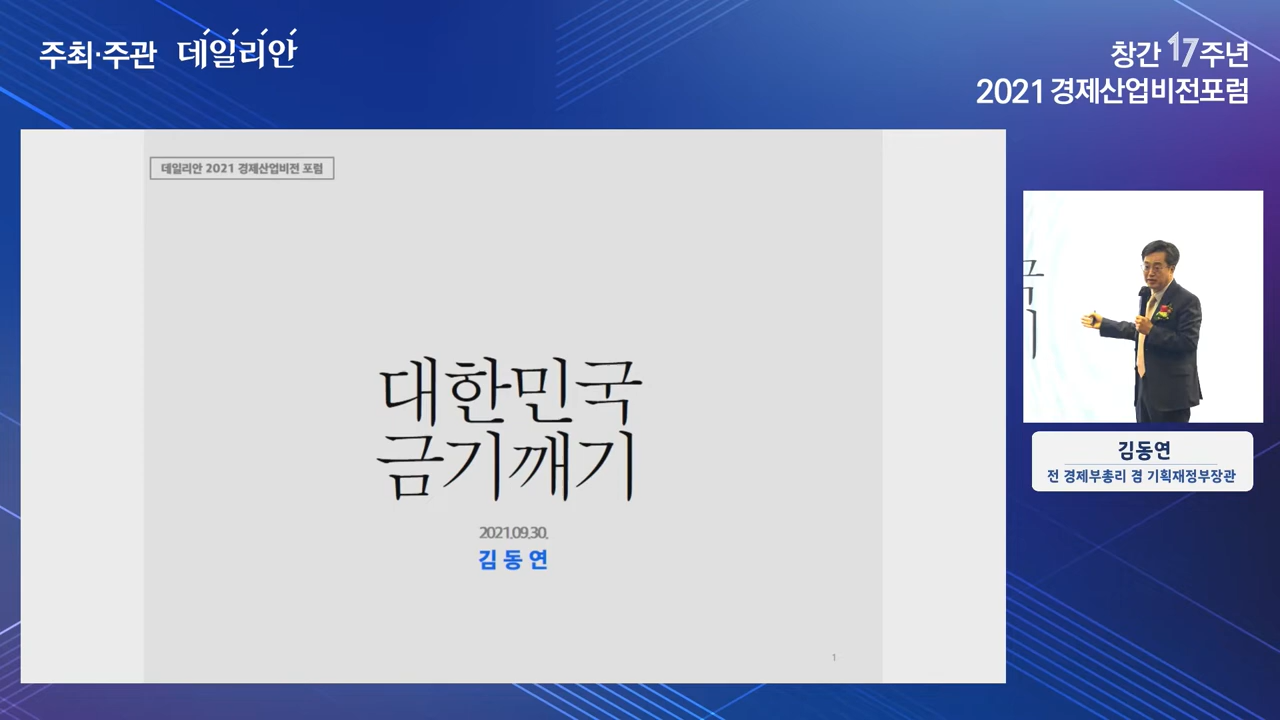 주최·주관 데일리안
창간 17주년
2021 경제산업비전포럼
데일리안 2021 경제산업비전 포럼
대한민국
금기깨기
2021.09.30.
김동연
1
국
기
김동연
전 경제부총리 겸 기획재정부장관